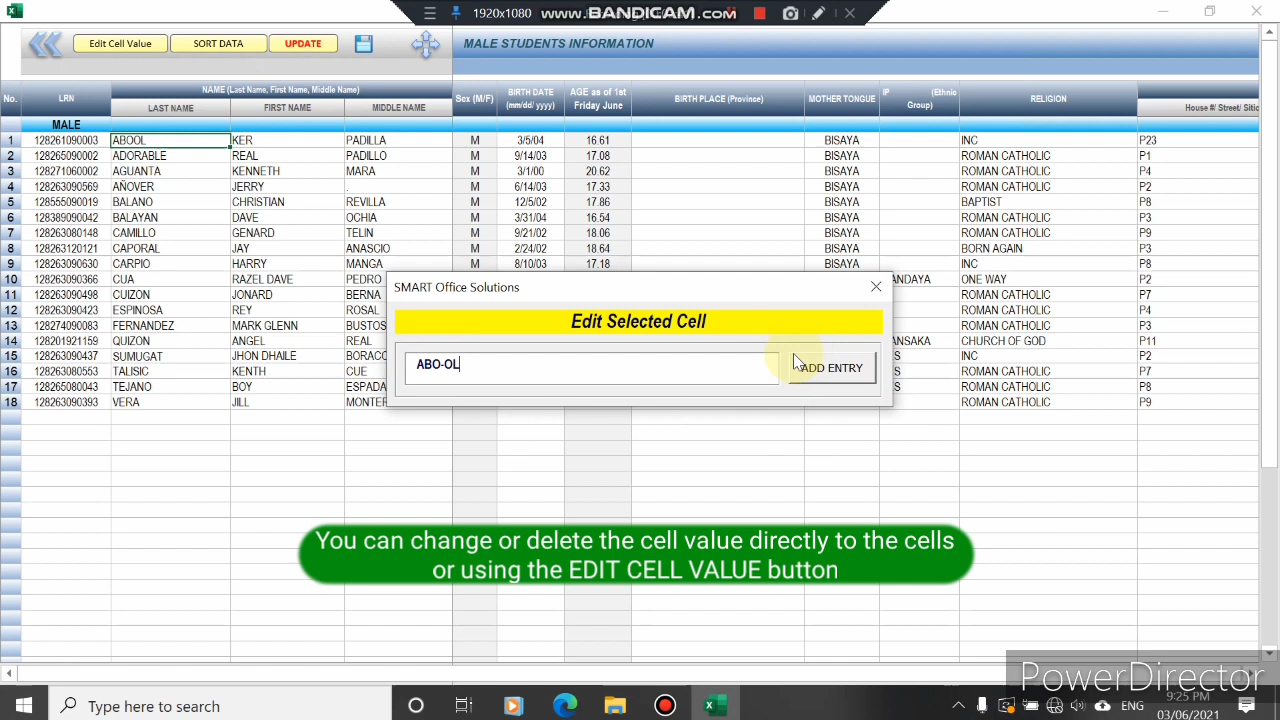 1920x1080 www.BANDICAM.com
Edit Cell Value SORT DATA UPDATE MALE STUDENTS INFORMATION
No. LRN NAME (Last Name, First Name, Middle Name) Sex (M/F) BIRTH DATE (mm/dd/ yyyy) AGE as of 1st Friday June BIRTH PLACE (Province) MOTHER TONGUE IP (Ethnic Group) RELIGION
LAST NAME FIRST NAME MIDDLE NAME House #/ Street/ Sitio
MALE
1 128261090003 ABOOL KER PADILLA M 3/5/04 16.61 BISAYA INC P23
2 128265090002 ADORABLE REAL PADILLO M 9/14/03 17.08 BISAYA ROMAN CATHOLIC P1
3 128271060002 AGUANTA KENNETH MARA M 3/1/00 20.62 BISAYA ROMAN CATHOLIC P4
4 128263090569 AÑOVER JERRY . M 6/14/03 17.33 BISAYA ROMAN CATHOLIC P2
5 128555090019 BALANO CHRISTIAN REVILLA M 12/5/02 17.86 BISAYA BAPTIST P8
6 128389090042 BALAYAN DAVE OCHIA M 3/31/04 16.54 BISAYA ROMAN CATHOLIC P3
7 128263080148 CAMILLO GENARD TELIN M 9/21/02 18.06 BISAYA ROMAN CATHOLIC P9
8 128263120121 CAPORAL JAY ANASCIO M 2/24/02 18.64 BISAYA BORN AGAIN P3
9 128263090630 CARPIO HARRY MANGA M 8/10/03 17.18 BISAYA INC P8
10 128263090366 CUA RAZEL DAVE PEDRO ANDAYA ONE WAY P2
11 128263090498 CUIZON JONARD BERNA ROMAN CATHOLIC P7
12 128263090423 ESPINOSA REY ROSAL ROMAN CATHOLIC P4
13 128274090083 FERNANDEZ MARK GLENN BUSTOS ROMAN CATHOLIC P7
14 128201921159 QUIZON ANGEL REAL ANSAKA CHURCH OF GOD P11
15 128263090437 SUMUGAT JHON DHAILE BORACC S INC P2
16 128263090444 TALISIC KENTH CUE S ROMAN CATHOLIC P4
17 128265080043 TEJANO BOY ESPADA S ROMAN CATHOLIC P7
18 128263090393 VERA JILL MONTEF ROMAN CATHOLIC P9
SMART Office Solutions
Edit Selected Cell
ABO-OL ADD ENTRY
You can change or delete the cell value directly to the cells
or using the EDIT CELL VALUE button
PowerDirector
Type here to search ENG 9:25 PM
03/06/2021